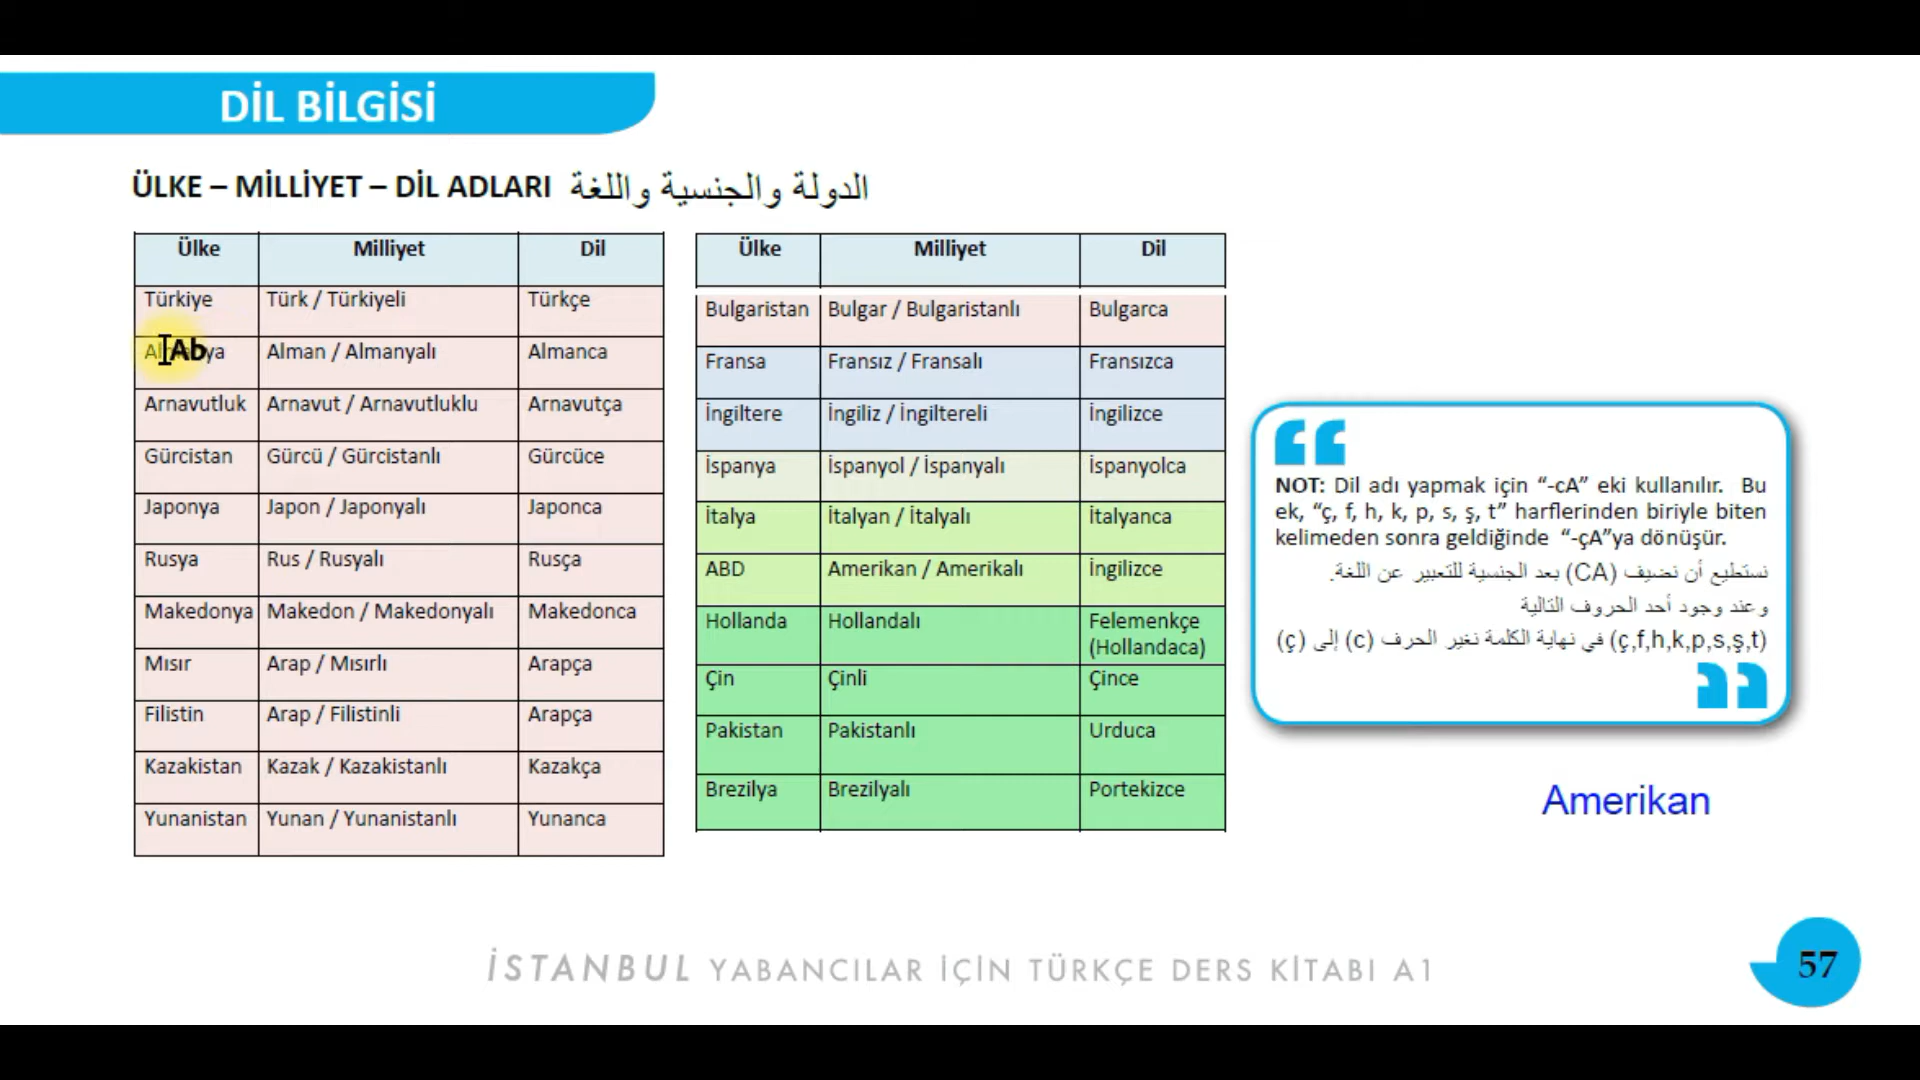 DİL BİLGİSİ
ÜLKE – MİLLİYET – DİL ADLARI الدولة والجنسية واللغة
Ülke Milliyet Dil
Türkiye Türk / Türkiyeli Türkçe
Almanya Alman / Almanyalı Almanca
Arnavutluk Arnavut / Arnavutluklu Arnavutça
Gürcistan Gürcü / Gürcistanlı Gürcüce
Japonya Japon / Japonyalı Japonca
Rusya Rus / Rusyalı Rusça
Makedonya Makedon / Makedonyalı Makedonca
Mısır Arap / Mısırlı Arapça
Filistin Arap / Filistinli Arapça
Kazakistan Kazak / Kazakistanlı Kazakça
Yunanistan Yunan / Yunanistanlı Yunanca
Ülke Milliyet Dil
Bulgaristan Bulgar / Bulgaristanlı Bulgarca
Fransa Fransız / Fransalı Fransızca
İngiltere İngiliz / İngiltereli İngilizce
İspanya İspanyol / İspanyalı İspanyolca
İtalya İtalyan / İtalyalı İtalyanca
ABD Amerikan / Amerikalı İngilizce
Hollanda Hollandalı Felemenkçe
(Hollandaca)
Çin Çinli Çince
Pakistan Pakistanlı Urduca
Brezilya Brezilyalı Portekizce
Ab
NOT: Dil adı yapmak için “-cA” eki kullanılır. Bu
ek, “ç, f, h, k, p, s, ş, t” harflerinden biriyle biten
kelimeden sonra geldiğinde “-çA”ya dönüşür.
نستطيع أن نضيف (CA) بعد الجنسية للتعبير عن اللغة.
وعند وجود أحد الحروف التالية
(ç,f,h,k,p,s,ş,t) في نهاية الكلمة نغير الحرف (c) إلى (ç)
Amerikan
İSTANBUL YABANCILAR İÇİN TÜRKÇE DERS KİTABI A1
57